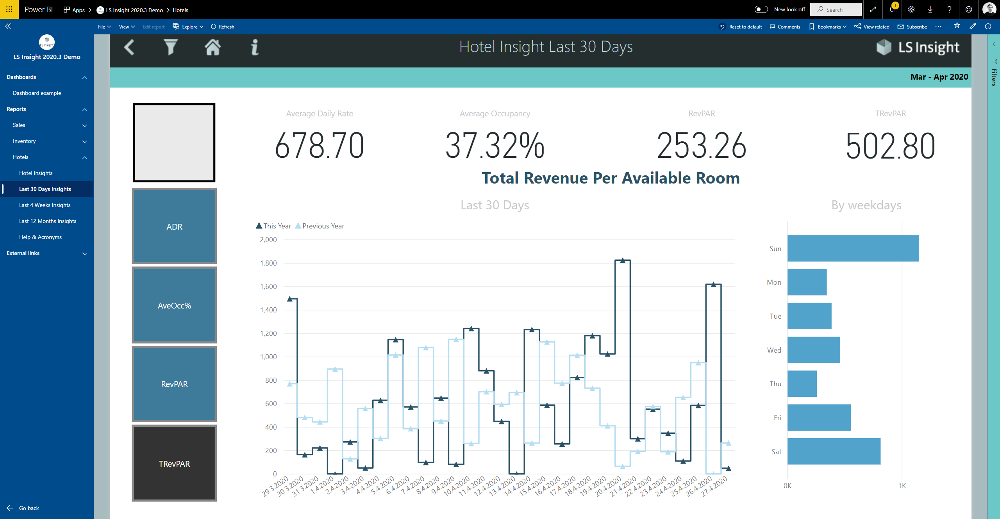 Power BI Apps LS Insight 2020.3 Demo Hotels New look off Search 1
File View Edit report Explore Refresh Reset to default Comments Bookmarks View related Subscribe
LS Insight
LS Insight 2020.3 Demo
Dashboards
Dashboard example
Reports
Sales
Inventory
Hotels
Hotel Insights
Last 30 Days Insights
Last 4 Weeks Insights
Last 12 Months Insights
Help & Acronyms
External links
Go back
Hotel Insight Last 30 Days
LS Insight
Mar - Apr 2020
Filters
ADR
AveOcc%
RevPAR
TRevPAR
Average Daily Rate
678.70
Average Occupancy
37.32%
RevPAR
253.26
TRevPAR
502.80
Total Revenue Per Available Room
Last 30 Days
This Year Previous Year
2,000
1,800
1,600
1,400
1,200
1,000
800
600
400
200
0
29.3.2020
30.3.2020
31.3.2020
1.4.2020
2.4.2020
3.4.2020
4.4.2020
5.4.2020
6.4.2020
7.4.2020
8.4.2020
9.4.2020
10.4.2020
11.4.2020
12.4.2020
13.4.2020
14.4.2020
15.4.2020
16.4.2020
17.4.2020
18.4.2020
19.4.2020
20.4.2020
21.4.2020
22.4.2020
23.4.2020
24.4.2020
25.4.2020
26.4.2020
27.4.2020
By weekdays
Sun
Mon
Tue
Wed
Thu
Fri
Sat
0K 1K